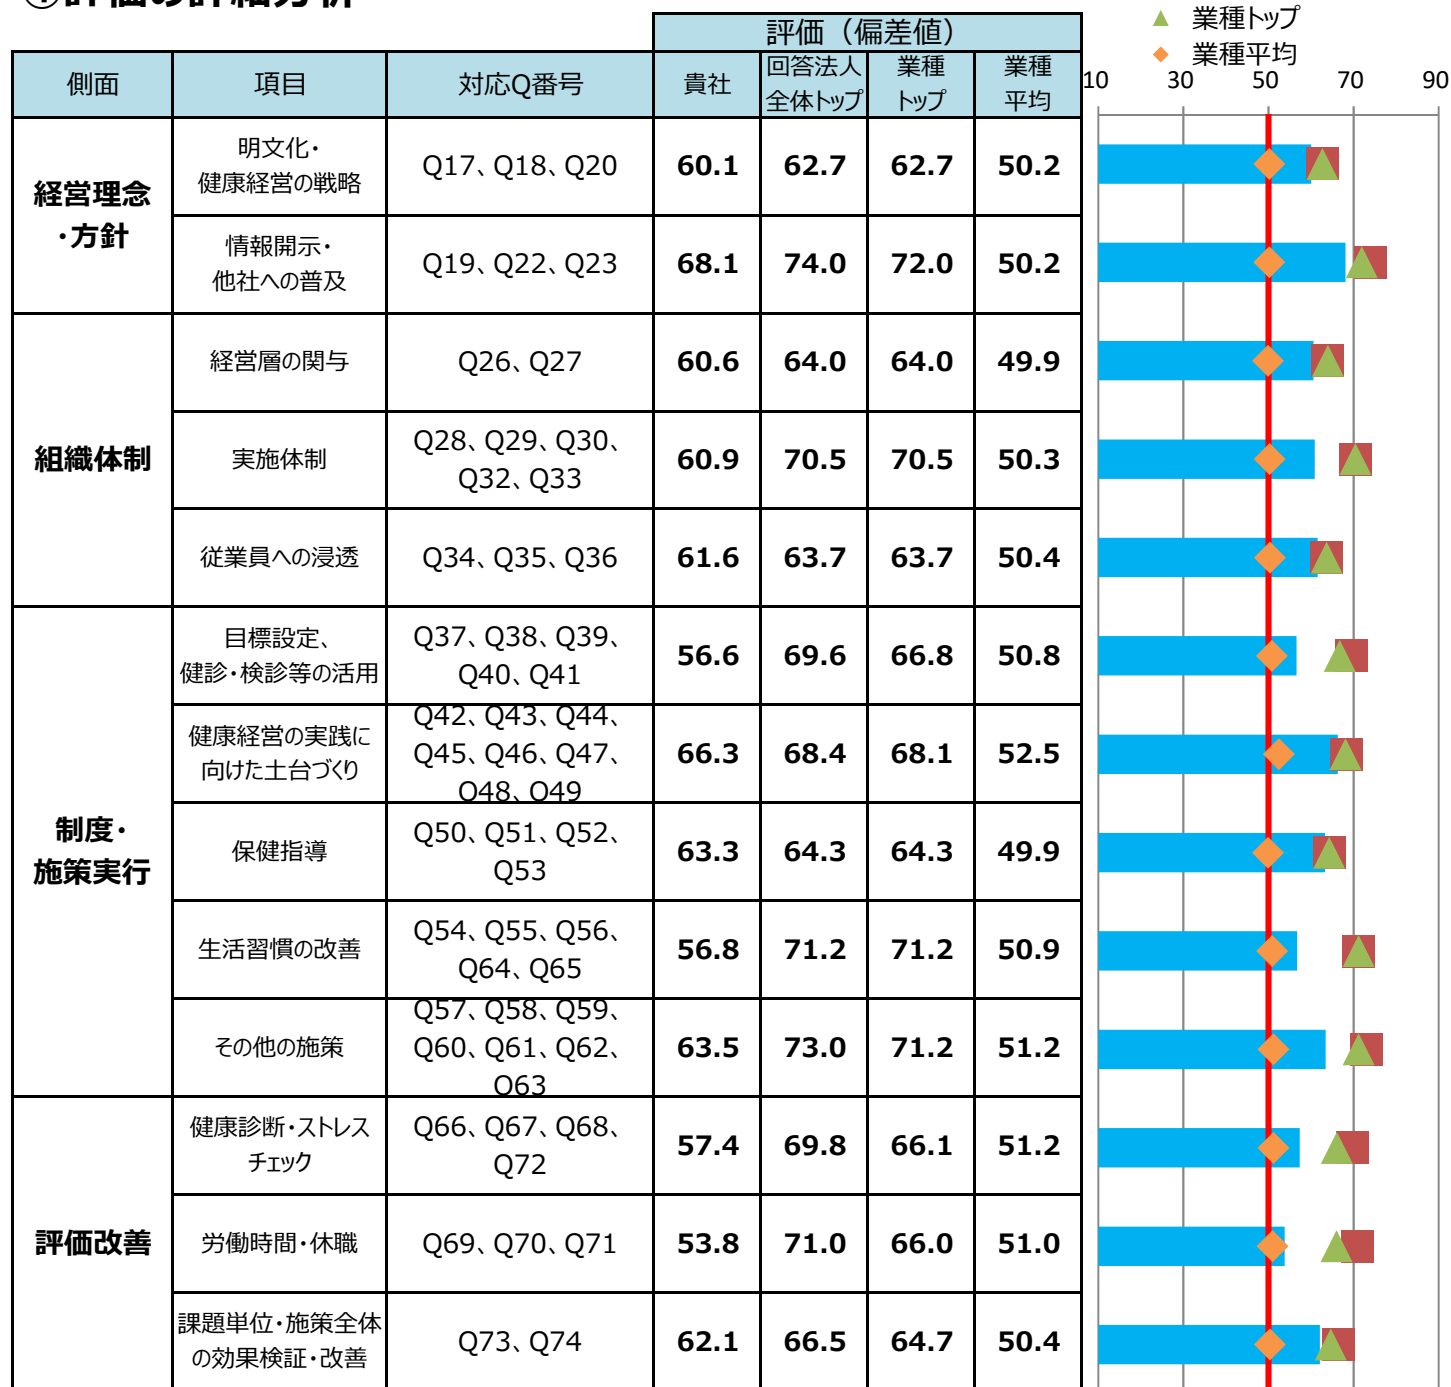 ①評価の詳細分析
▲ 業種トップ
◆ 業種平均
評価（偏差値）
側面 項目 対応Q番号 貴社 回答法人 業種 業種
全体トップ トップ 平均
10 30 50 70 90
経営理念
・方針
明文化・
健康経営の戦略
Q17、Q18、Q20 60.1 62.7 62.7 50.2
情報開示・
他社への普及
Q19、Q22、Q23 68.1 74.0 72.0 50.2
組織体制
経営層の関与 Q26、Q27 60.6 64.0 64.0 49.9
実施体制
Q28、Q29、Q30、
Q32、Q33
60.9 70.5 70.5 50.3
従業員への浸透 Q34、Q35、Q36 61.6 63.7 63.7 50.4
制度・
施策実行
目標設定、
健診・検診等の活用
Q37、Q38、Q39、
Q40、Q41
56.6 69.6 66.8 50.8
健康経営の実践に
向けた土台づくり
Q42、Q43、Q44、
Q45、Q46、Q47、
Q48、Q49
66.3 68.4 68.1 52.5
保健指導
Q50、Q51、Q52、
Q53
63.3 64.3 64.3 49.9
生活習慣の改善
Q54、Q55、Q56、
Q64、Q65
56.8 71.2 71.2 50.9
その他の施策
Q57、Q58、Q59、
Q60、Q61、Q62、
Q63
63.5 73.0 71.2 51.2
評価改善
健康診断・ストレス
チェック
Q66、Q67、Q68、
Q72
57.4 69.8 66.1 51.2
労働時間・休職 Q69、Q70、Q71 53.8 71.0 66.0 51.0
課題単位・施策全体
の効果検証・改善
Q73、Q74 62.1 66.5 64.7 50.4